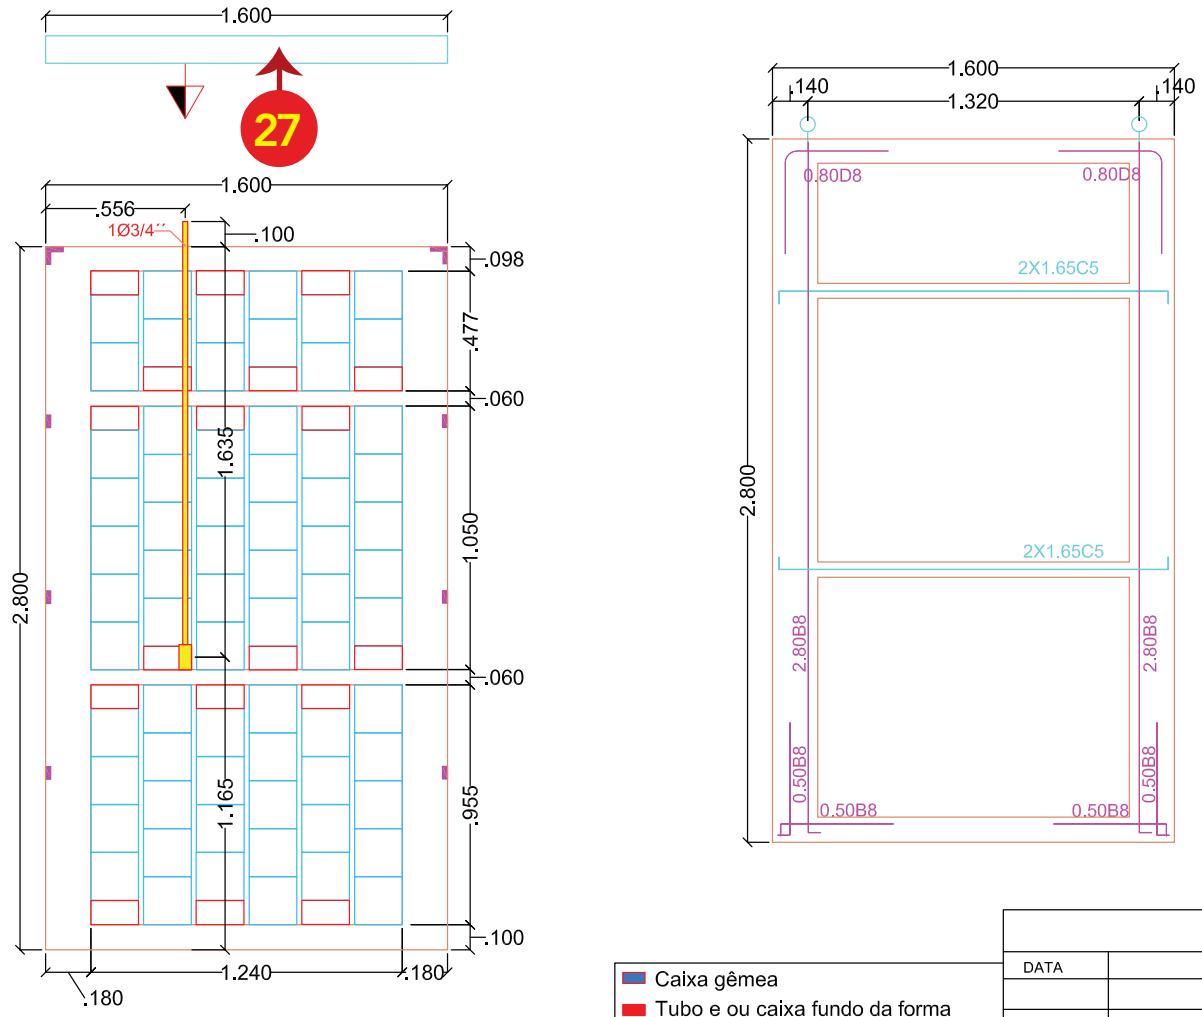 1.600
27
1.600
.556
1Ø3/4´´
.100
.098
.477
.060
1.635
1.050
2.800
.060
1.165
.955
.100
.180
1.240
.180
1.600
.140
1.320
.140
0.80D8
0.80D8
2X1.65C5
2.800
2X1.65C5
2.80B8
2.80B8
0.50B8
0.50B8
0.50B8
0.50B8
Caixa gêmea
Tubo e ou caixa fundo da forma
DATA